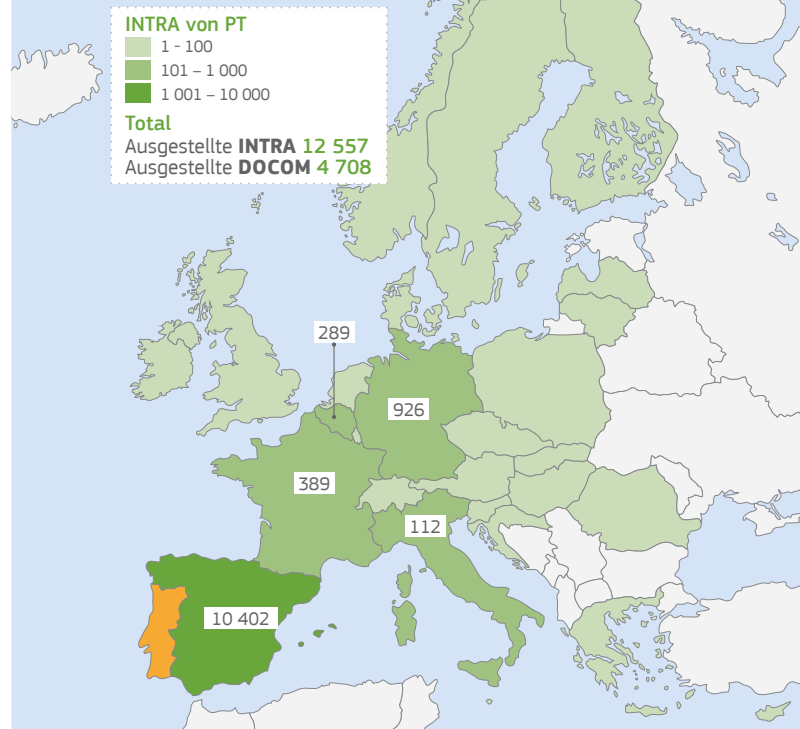 INTRA von PT
1 - 100
101 – 1 000
1 001 – 10 000
Total
Ausgestellte INTRA 12 557
Ausgestellte DOCOM 4 708
289
926
389
112
10 402